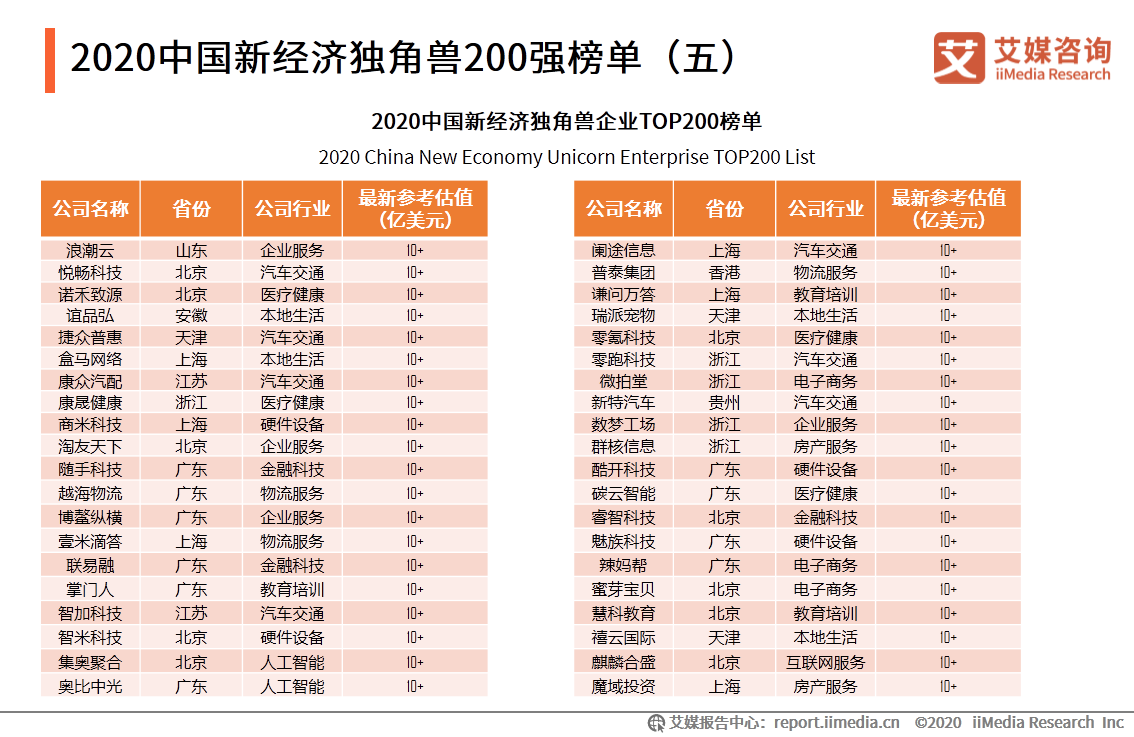 2020中国新经济独角兽200强榜单（五）
艾媒咨询
iiMedia Research
2020中国新经济独角兽企业TOP200榜单
2020 China New Economy Unicorn Enterprise TOP200 List
公司名称 省份 公司行业 最新参考估值（亿美元）
浪潮云 山东 企业服务 10+
悦畅科技 北京 汽车交通 10+
诺禾致源 北京 医疗健康 10+
谊品弘 安徽 本地生活 10+
捷众普惠 天津 汽车交通 10+
盒马网络 上海 本地生活 10+
康众汽配 江苏 汽车交通 10+
康晟健康 浙江 医疗健康 10+
商米科技 上海 硬件设备 10+
淘友天下 北京 企业服务 10+
随手科技 广东 金融科技 10+
越海物流 广东 物流服务 10+
博鳌纵横 广东 企业服务 10+
壹米滴答 上海 物流服务 10+
联易融 广东 金融科技 10+
掌门人 广东 教育培训 10+
智加科技 江苏 汽车交通 10+
智米科技 北京 硬件设备 10+
集奥聚合 北京 人工智能 10+
奥比中光 广东 人工智能 10+
公司名称 省份 公司行业 最新参考估值（亿美元）
阑途信息 上海 汽车交通 10+
普泰集团 香港 物流服务 10+
谦问万答 上海 教育培训 10+
瑞派宠物 天津 本地生活 10+
零氪科技 北京 医疗健康 10+
零跑科技 浙江 汽车交通 10+
微拍堂 浙江 电子商务 10+
新特汽车 贵州 汽车交通 10+
数梦工场 浙江 企业服务 10+
群核信息 浙江 房产服务 10+
酷开科技 广东 硬件设备 10+
碳云智能 广东 医疗健康 10+
睿智科技 北京 金融科技 10+
魅族科技 广东 硬件设备 10+
辣妈帮 广东 电子商务 10+
蜜芽宝贝 北京 电子商务 10+
慧科教育 北京 教育培训 10+
禧云国际 天津 本地生活 10+
麒麟合盛 北京 互联网服务 10+
魔域投资 上海 房产服务 10+
艾媒报告中心：report.iimedia.cn ©2020 iiMedia Research Inc